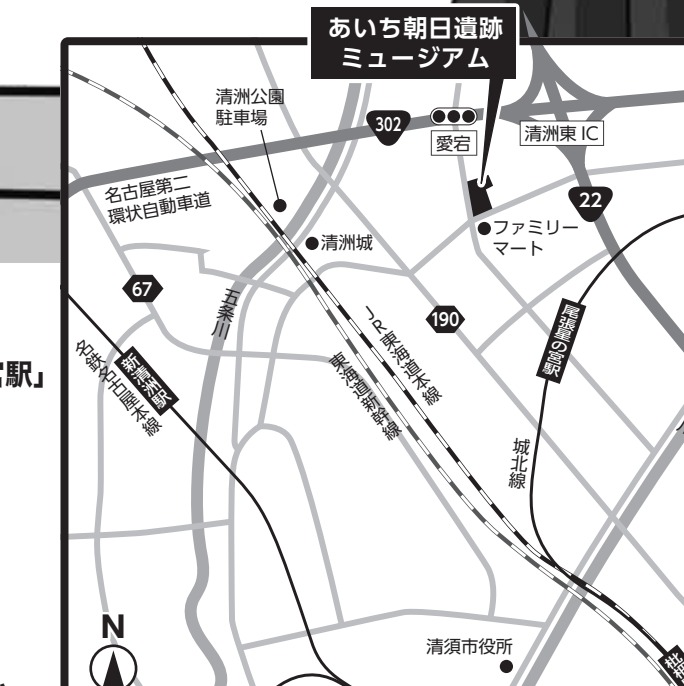 あいち朝日遺跡
ミュージアム
清洲公園
駐車場
302
愛宕
清洲東 IC
名古屋第二
環状自動車道
22
ファミリー
マート
清洲城
67
五条川
190
JR東海道本線
尾張星の宮駅
駅」
名鉄名古屋本線
新清洲駅
東海道新幹線
城北線
N
清須市役所